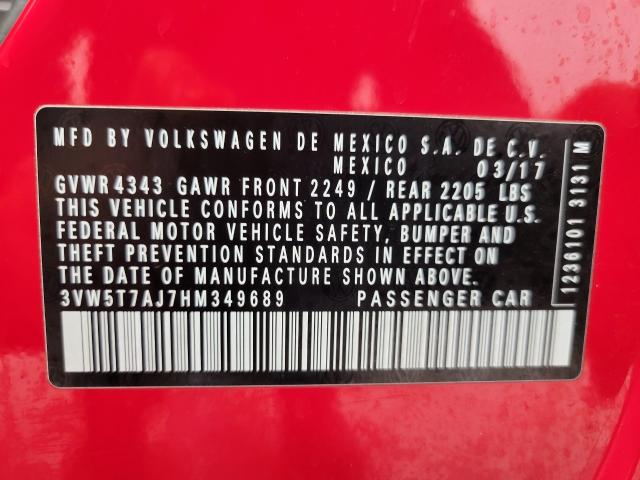 MFD BY VOLKSWAGEN DE MEXICO S.A. DE C.V.
MEXICO 03/17
GVWR 4343 GAWR FRONT 2249 / REAR 2205 LBS
THIS VEHICLE CONFORMS TO ALL APPLICABLE U.S.
FEDERAL MOTOR VEHICLE SAFETY, BUMPER AND
THEFT PREVENTION STANDARDS IN EFFECT ON
THE DATE OF MANUFACTURE SHOWN ABOVE.
3VW5T7AJ7HM349689 PASSENGER CAR
1236101 3131 M